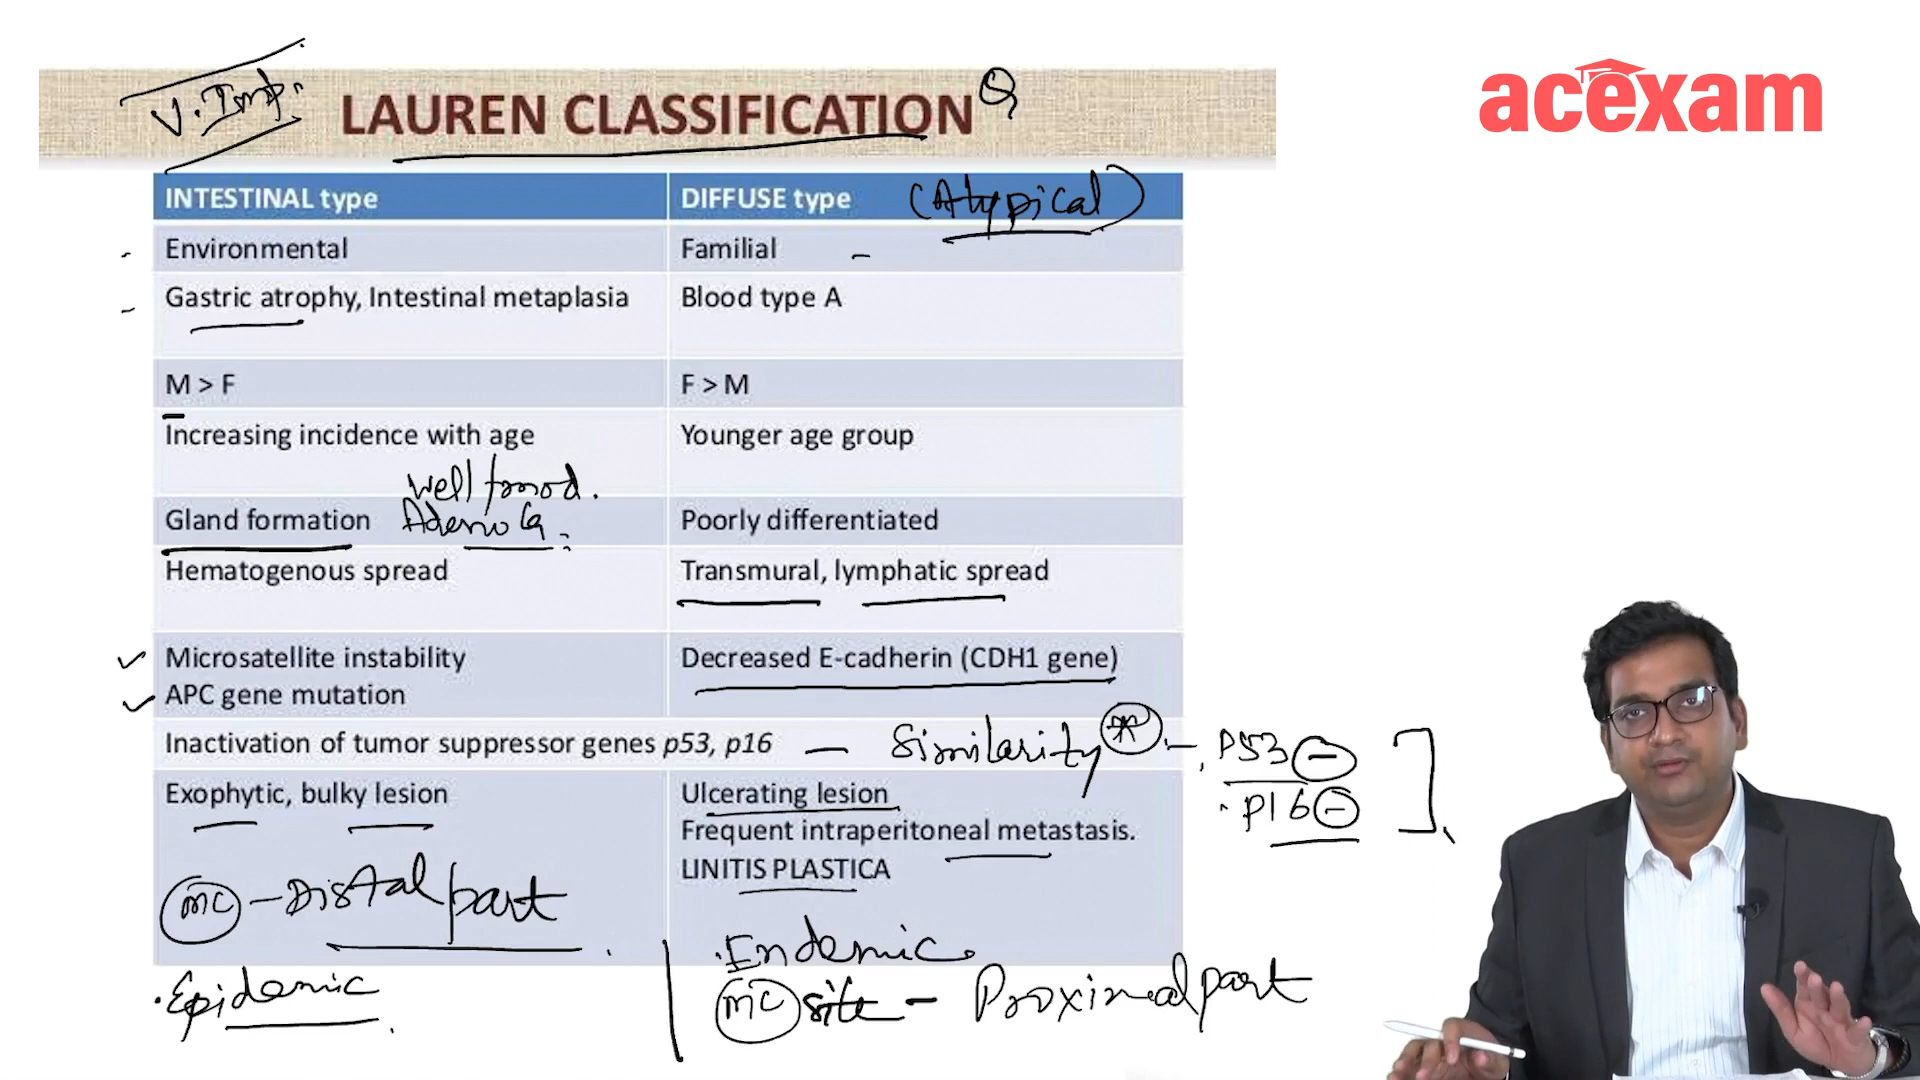 acexam
V. Imp.
LAUREN CLASSIFICATION Q
INTESTINAL type DIFFUSE type (Atypical)
Environmental Familial
Gastric atrophy, Intestinal metaplasia Blood type A
M > F F > M
Increasing incidence with age Younger age group
Well formed.
Gland formation Adeno Ca. Poorly differentiated
Hematogenous spread Transmural, lymphatic spread
Microsatellite instability Decreased E-cadherin (CDH1 gene)
APC gene mutation
Inactivation of tumor suppressor genes p53, p16 — Similarity * - P53 -
P16 -
Exophytic, bulky lesion Ulcerating lesion
Frequent intraperitoneal metastasis.
LINITIS PLASTICA
MC - Distal part
Epidemic Endemic
MC site - Proximal part